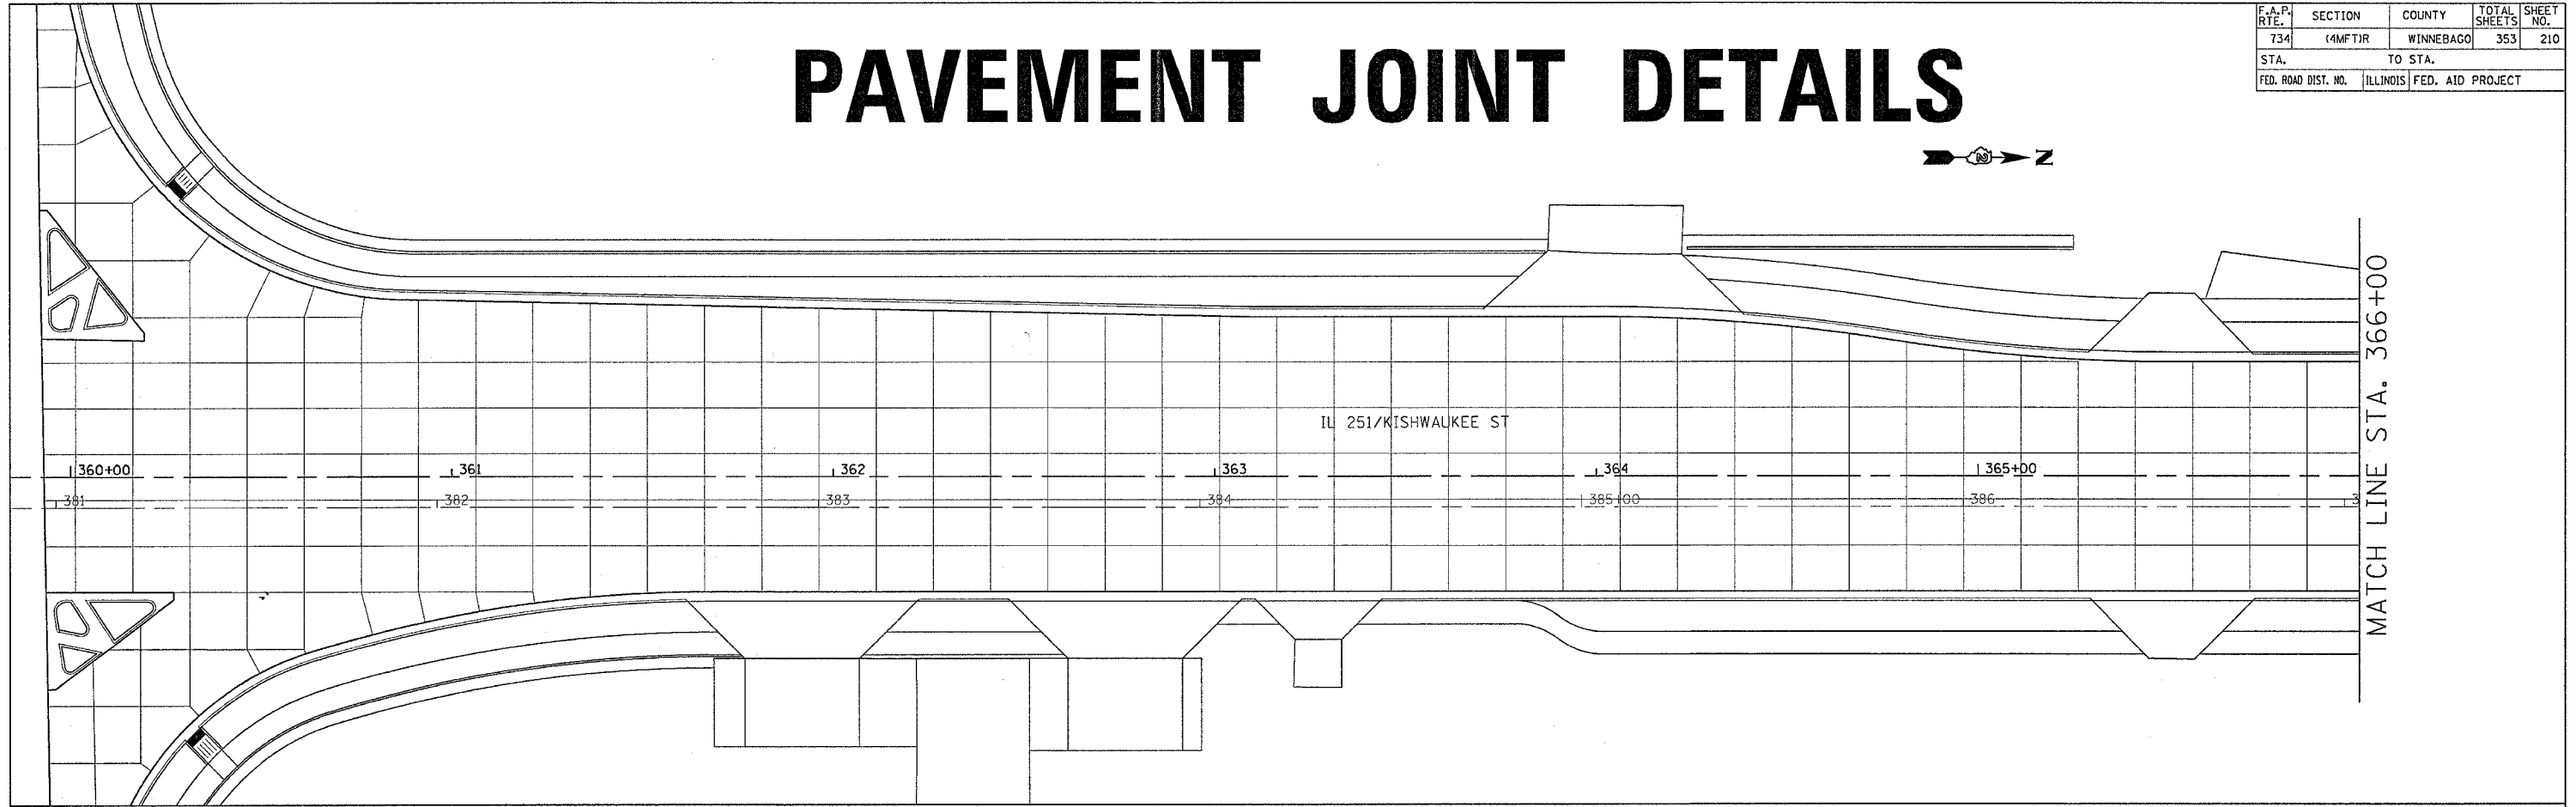 PAVEMENT JOINT DETAILS
F.A.P. RTE. SECTION COUNTY TOTAL SHEETS SHEET NO.
734 (4MFT)R WINNEBAGO 353 210
STA. TO STA.
FED. ROAD DIST. NO. ILLINOIS FED. AID PROJECT
N
IL 251/KISHWAUKEE ST
360+00 361 362 363 364 365+00
381 382 383 384 385+00 386
MATCH LINE STA. 366+00